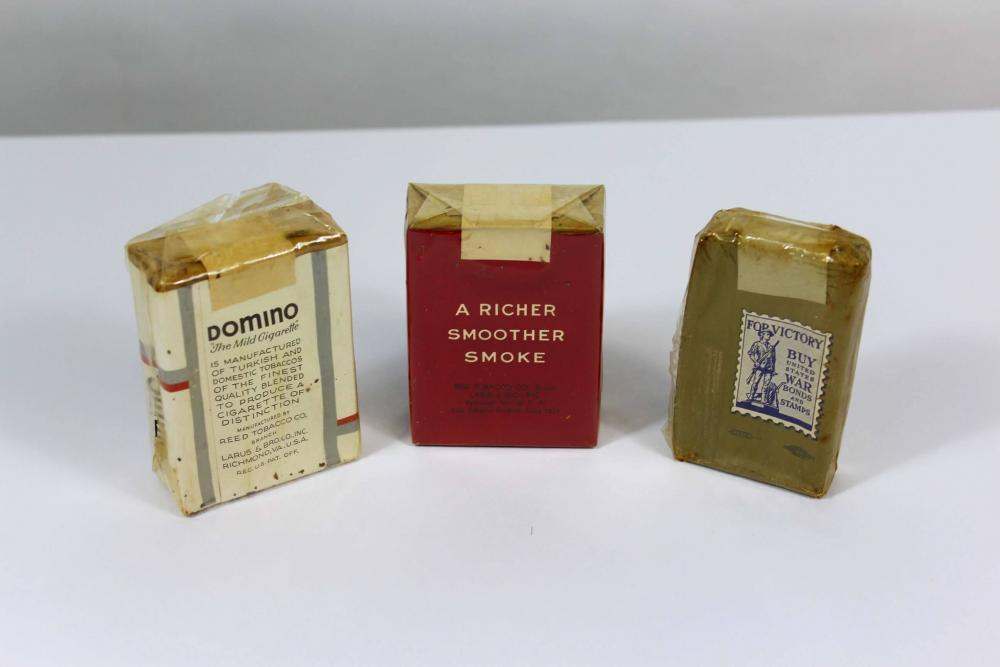 DOMINO
The Mild Cigarette
IS MANUFACTURED
OF TURKISH AND
DOMESTIC TOBACCOS
OF THE FINEST
QUALITY BLENDED
TO PRODUCE A
CIGARETTE OF
DISTINCTION
MANUFACTURED BY
REED TOBACCO CO.
BRANCH
LARUS & BRO. CO. INC.
RICHMOND, VA. U.S.A.
REG. U.S. PAT. OFF.
A RICHER
SMOOTHER
SMOKE
FOR VICTORY
BUY
UNITED
STATES
WAR
BONDS
AND
STAMPS